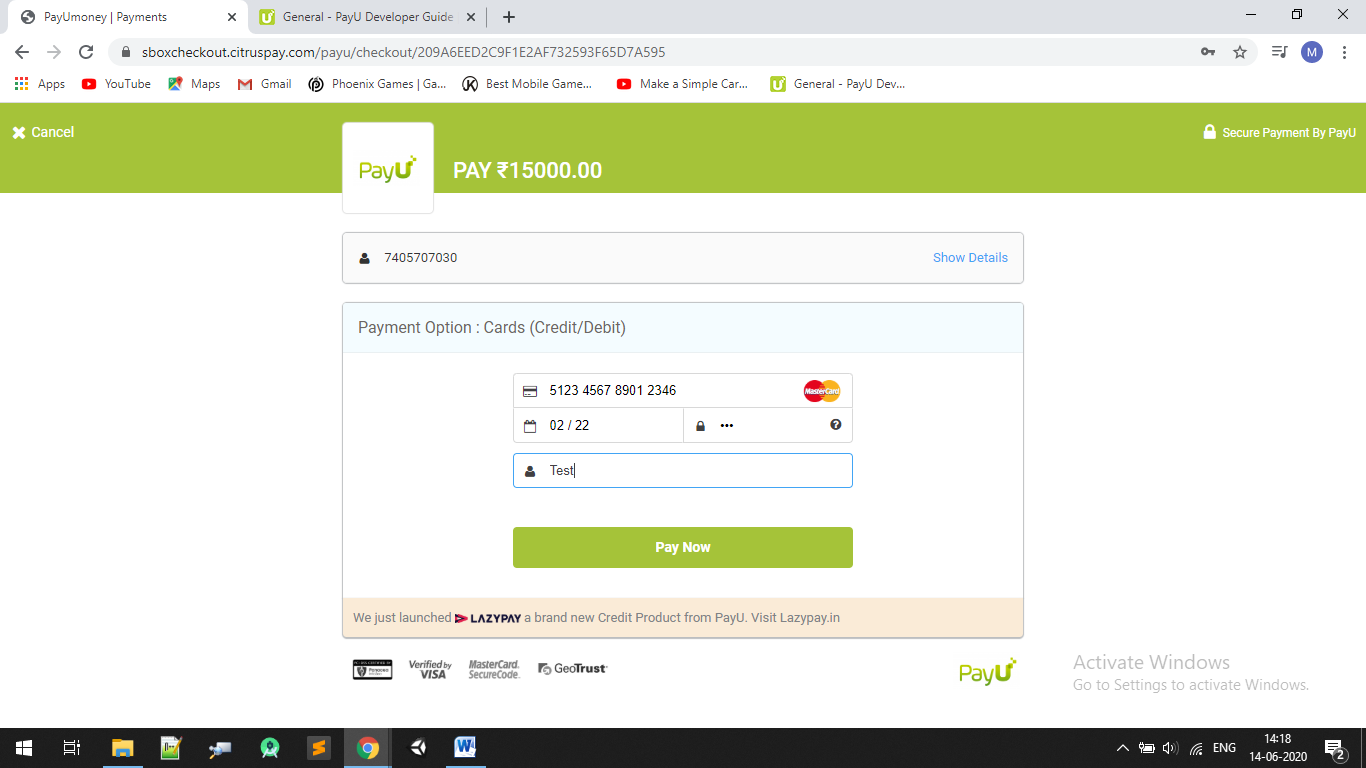 PayUmoney | Payments
General - PayU Developer Guide
sboxcheckout.citruspay.com/payu/checkout/209A6EED2C9F1E2AF732593F65D7A595
M
Apps YouTube Maps Gmail Phoenix Games | Ga... Best Mobile Game... Make a Simple Car... General - PayU Dev...
Cancel
PayU
PAY ₹15000.00
Secure Payment By PayU
7405707030
Show Details
Payment Option : Cards (Credit/Debit)
5123 4567 8901 2346
MasterCard
02 / 22
•••
Test
Pay Now
We just launched LAZYPAY a brand new Credit Product from PayU. Visit Lazypay.in
Verified by VISA
MasterCard. SecureCode.
GeoTrust
PayU
Activate Windows
Go to Settings to activate Windows.
ENG
14:18
14-06-2020
2